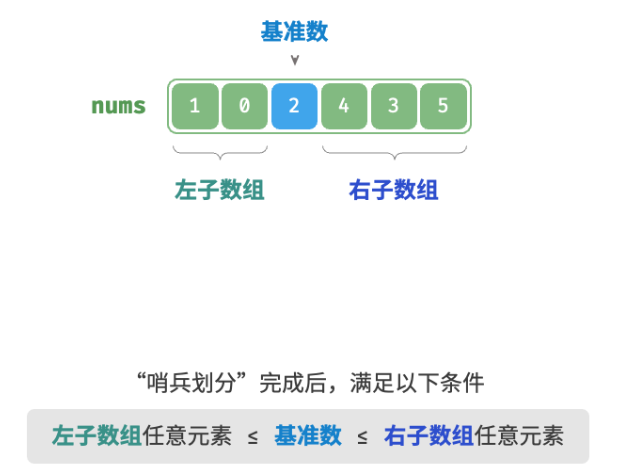 基准数
nums 1 0 2 4 3 5
左子数组 右子数组
“哨兵划分”完成后，满足以下条件
左子数组任意元素 ≤ 基准数 ≤ 右子数组任意元素